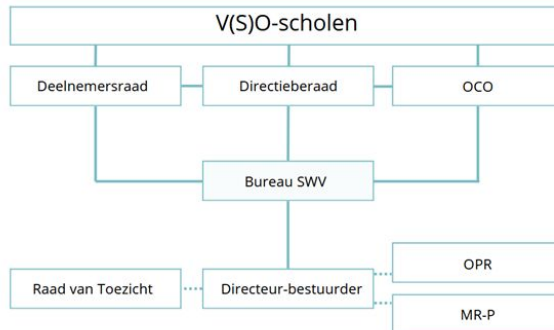 V(S)O-scholen
Deelnemersraad
Directieberaad
OCO
Bureau SWV
Raad van Toezicht
Directeur-bestuurder
OPR
MR-P